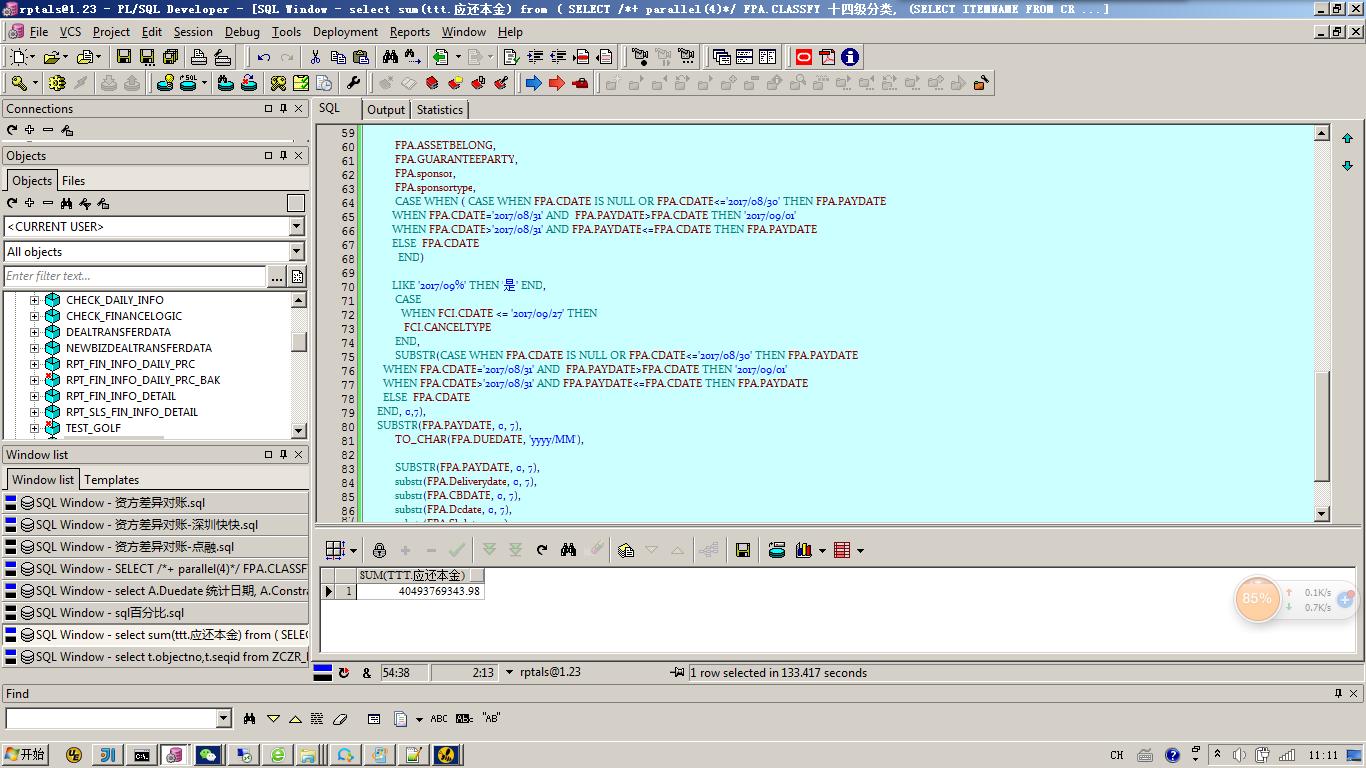 rptals@1.23 - PL/SQL Developer - [SQL Window - select sum(ttt.应还本金) from ( SELECT /*+ parallel(4)*/ FPA.CLASSFY 十四级分类, (SELECT ITEMNAME FROM CR ...]
File VCS Project Edit Session Debug Tools Deployment Reports Window Help
Connections
Objects
Objects Files
<CURRENT USER>
All objects
Enter filter text...
CHECK_DAILY_INFO
CHECK_FINANCELOGIC
DEALTRANSFERDATA
NEWBIZDEALTRANSFERDATA
RPT_FIN_INFO_DAILY_PRC
RPT_FIN_INFO_DAILY_PRC_BAK
RPT_FIN_INFO_DETAIL
RPT_SLS_FIN_INFO_DETAIL
TEST_GOLF
Window list
Window list Templates
SQL Window - 资方差异对账.sql
SQL Window - 资方差异对账-深圳快快.sql
SQL Window - 资方差异对账-点融.sql
SQL Window - SELECT /*+ parallel(4)*/ FPA.CLASSF
SQL Window - select A.Duedate 统计日期, A.Constra
SQL Window - sql百分比.sql
SQL Window - select sum(ttt.应还本金) from ( SELEC
SQL Window - select t.objectno,t.seqid from ZCZR_
SQL Output Statistics
59
60 FPA.ASSETBELONG,
61 FPA.GUARANTEEPARTY,
62 FPA.sponsor,
63 FPA.sponsortype,
64 CASE WHEN ( CASE WHEN FPA.CDATE IS NULL OR FPA.CDATE<='2017/08/30' THEN FPA.PAYDATE
65 WHEN FPA.CDATE='2017/08/31' AND FPA.PAYDATE>FPA.CDATE THEN '2017/09/01'
66 WHEN FPA.CDATE>'2017/08/31' AND FPA.PAYDATE<=FPA.CDATE THEN FPA.PAYDATE
67 ELSE FPA.CDATE
68 END)
69
70 LIKE '2017/09%' THEN '是' END,
71 CASE
72 WHEN FCI.CDATE <= '2017/09/27' THEN
73 FCI.CANCELTYPE
74 END,
75 SUBSTR(CASE WHEN FPA.CDATE IS NULL OR FPA.CDATE<='2017/08/30' THEN FPA.PAYDATE
76 WHEN FPA.CDATE='2017/08/31' AND FPA.PAYDATE>FPA.CDATE THEN '2017/09/01'
77 WHEN FPA.CDATE>'2017/08/31' AND FPA.PAYDATE<=FPA.CDATE THEN FPA.PAYDATE
78 ELSE FPA.CDATE
79 END, 0,7),
80 SUBSTR(FPA.PAYDATE, 0, 7),
81 TO_CHAR(FPA.DUEDATE, 'yyyy/MM'),
82
83 SUBSTR(FPA.PAYDATE, 0, 7),
84 substr(FPA.Deliverydate, 0, 7),
85 substr(FPA.CBDATE, 0, 7),
86 substr(FPA.Dcdate, 0, 7),
SUM(TTT.应还本金)
1 40493769343.98
85% 0.1K/s
0.7K/s
& 54:38 2:13 rptals@1.23 1 row selected in 133.417 seconds
Find
ABC ABc "AB"
开始 CH 11:11